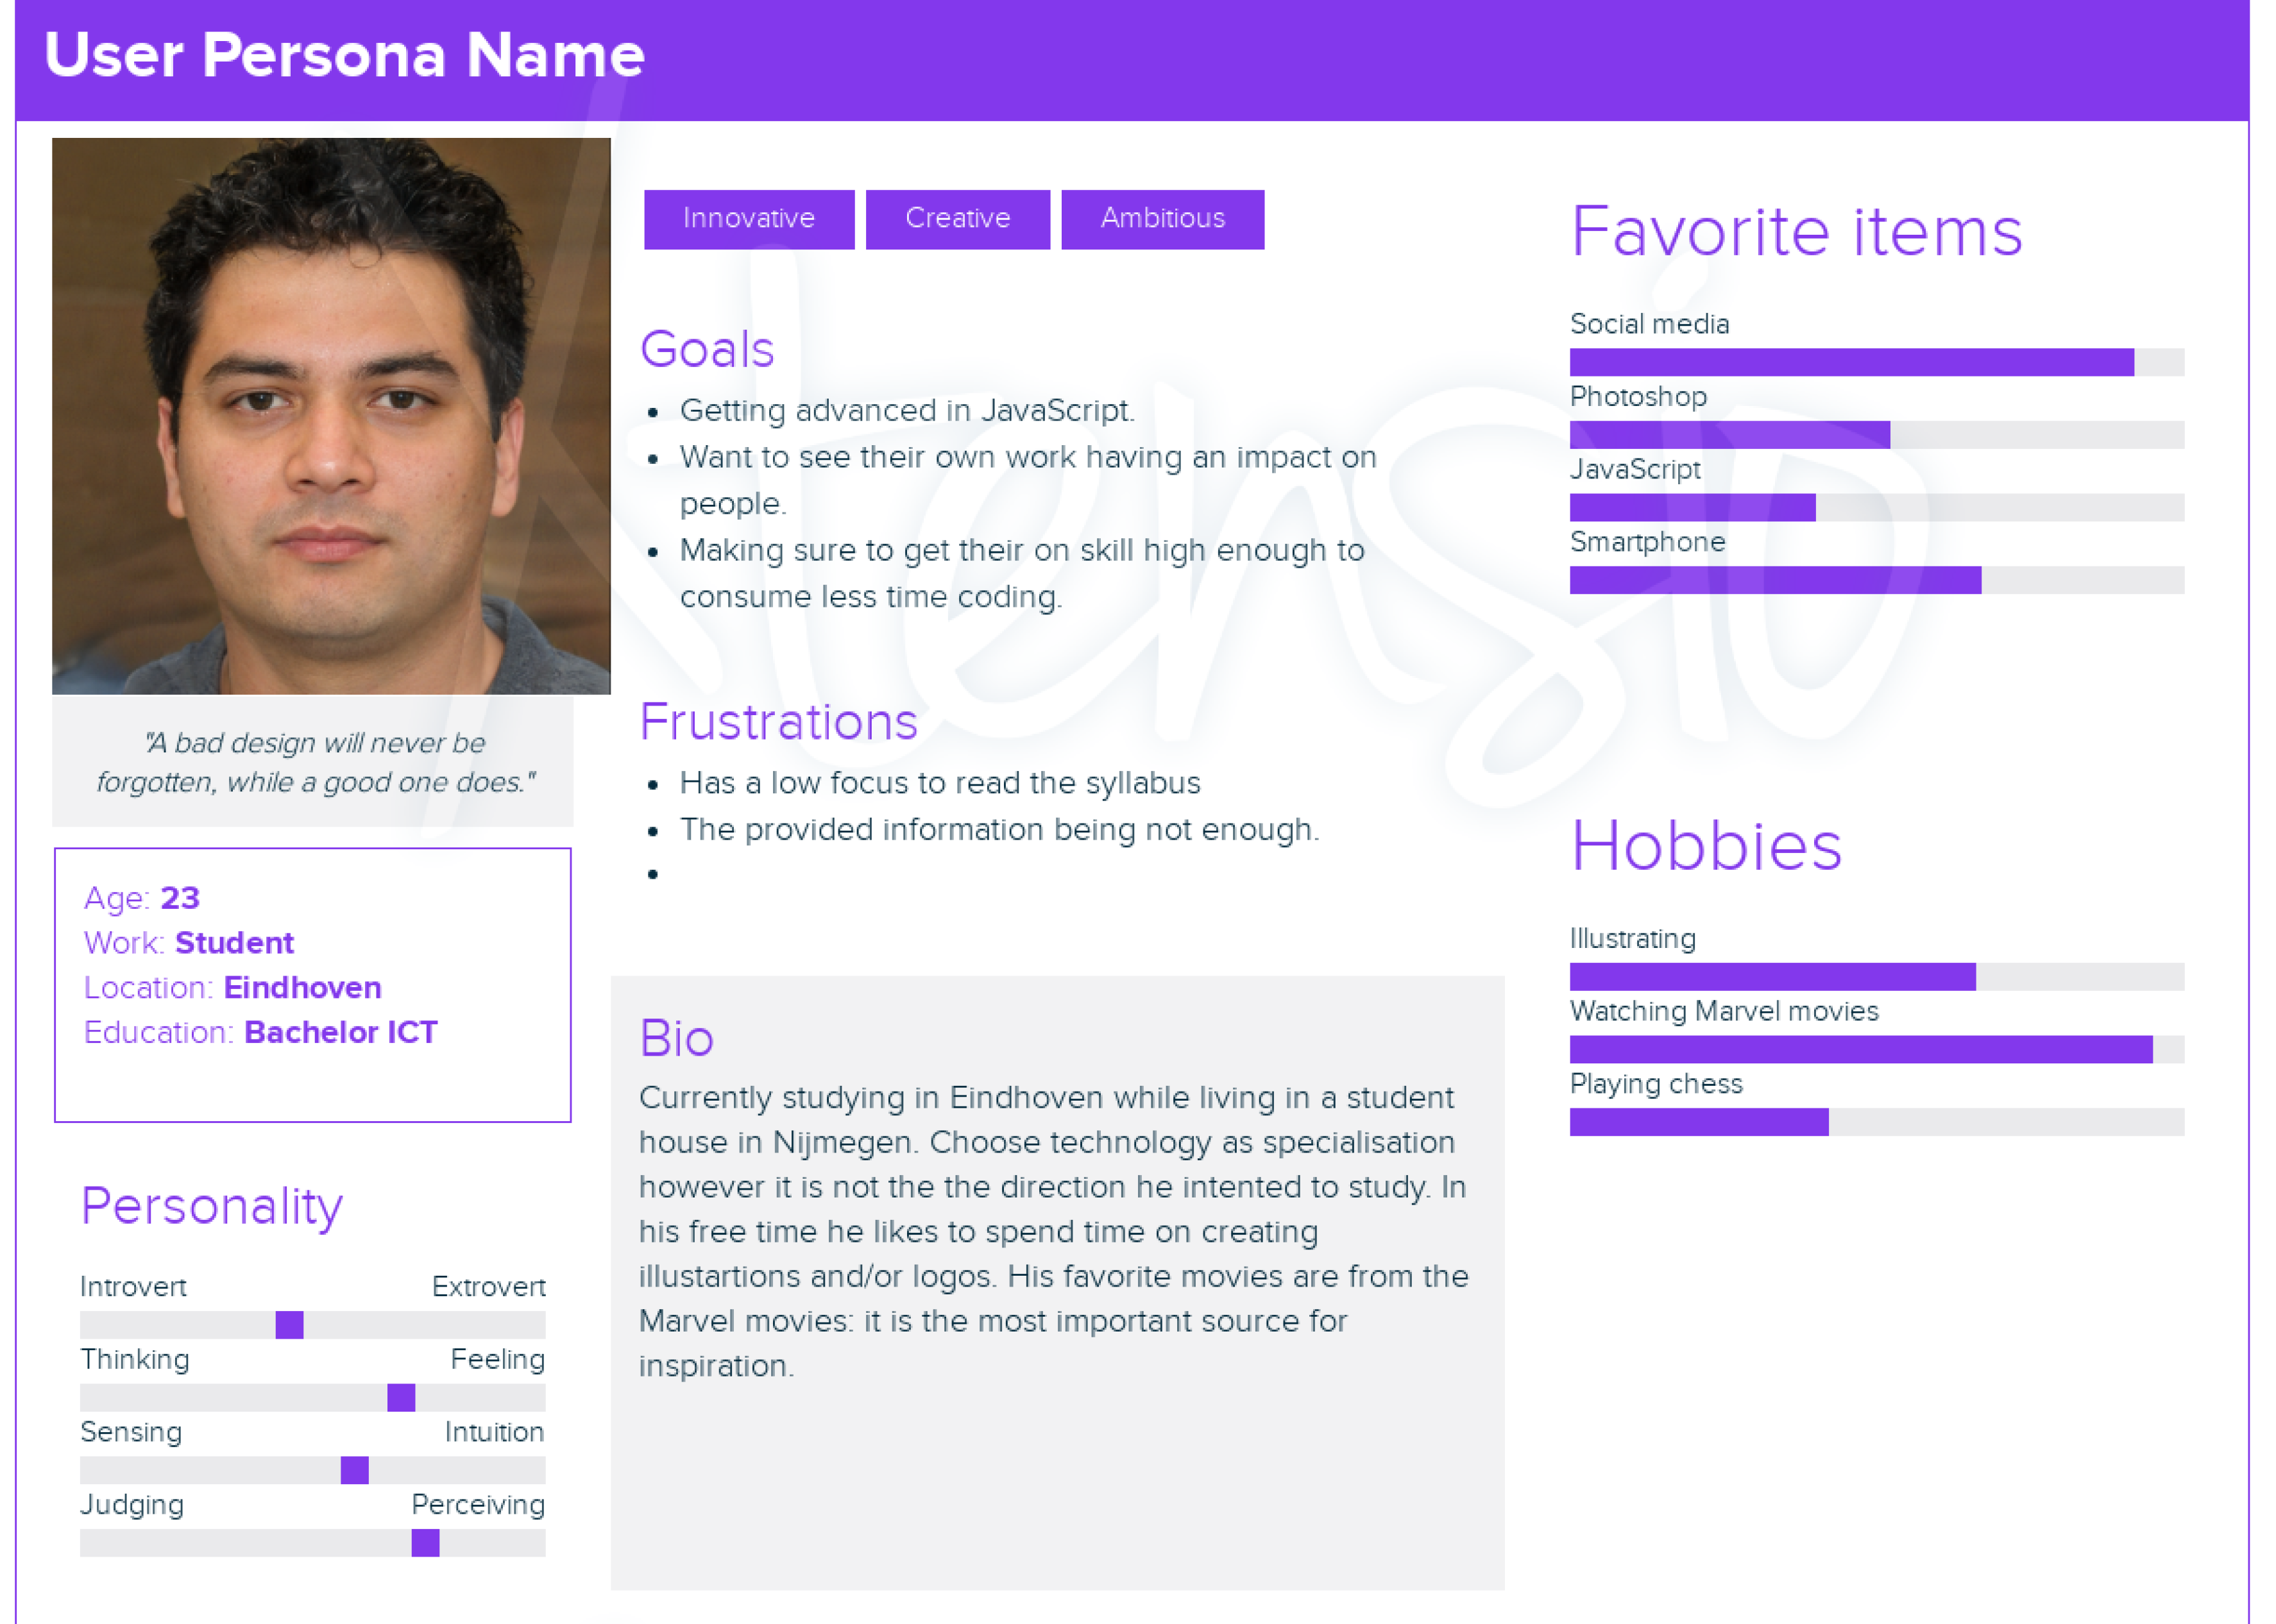 User Persona Name
"A bad design will never be
forgotten, while a good one does."
Age: 23
Work: Student
Location: Eindhoven
Education: Bachelor ICT
Personality
Introvert Extrovert
Thinking Feeling
Sensing Intuition
Judging Perceiving
Innovative Creative Ambitious
Goals
• Getting advanced in JavaScript.
• Want to see their own work having an impact on
people.
• Making sure to get their on skill high enough to
consume less time coding.
Frustrations
• Has a low focus to read the syllabus
• The provided information being not enough.
•
Bio
Currently studying in Eindhoven while living in a student
house in Nijmegen. Choose technology as specialisation
however it is not the the direction he intented to study. In
his free time he likes to spend time on creating
illustartions and/or logos. His favorite movies are from the
Marvel movies: it is the most important source for
inspiration.
Favorite items
Social media
Photoshop
JavaScript
Smartphone
Hobbies
Illustrating
Watching Marvel movies
Playing chess
xtensio